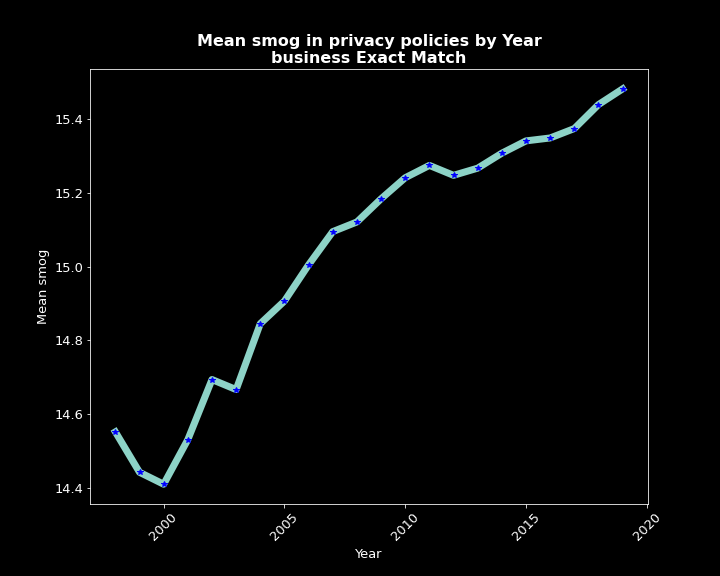 Mean smog in privacy policies by Year
business Exact Match
15.4
15.2
15.0
14.8
14.6
14.4
Mean smog
2000
2005
2010
2015
2020
Year